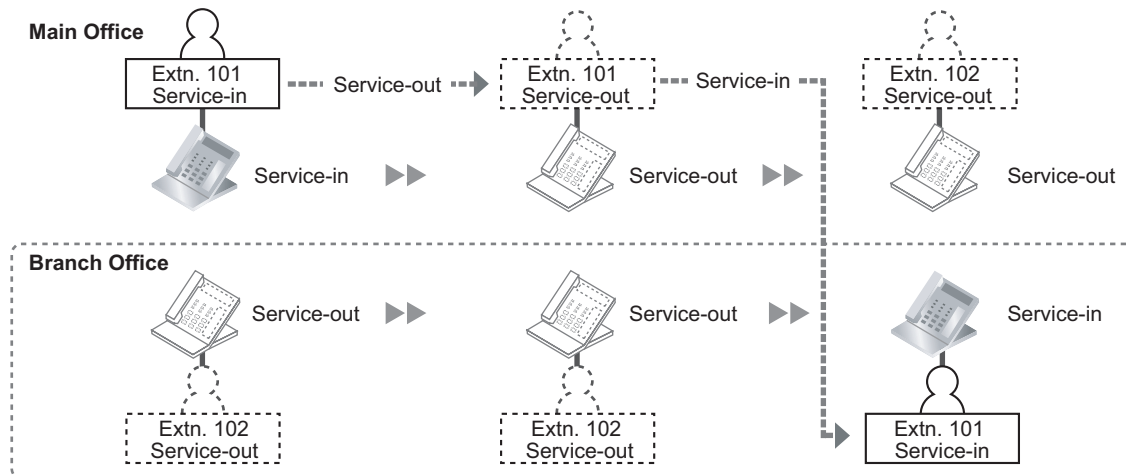 Main Office
Extn. 101
Service-in
Service-out
Extn. 101
Service-out
Service-in
Extn. 102
Service-out
Service-in
Service-out
Service-out
Branch Office
Service-out
Service-out
Service-in
Extn. 102
Service-out
Extn. 102
Service-out
Extn. 101
Service-in